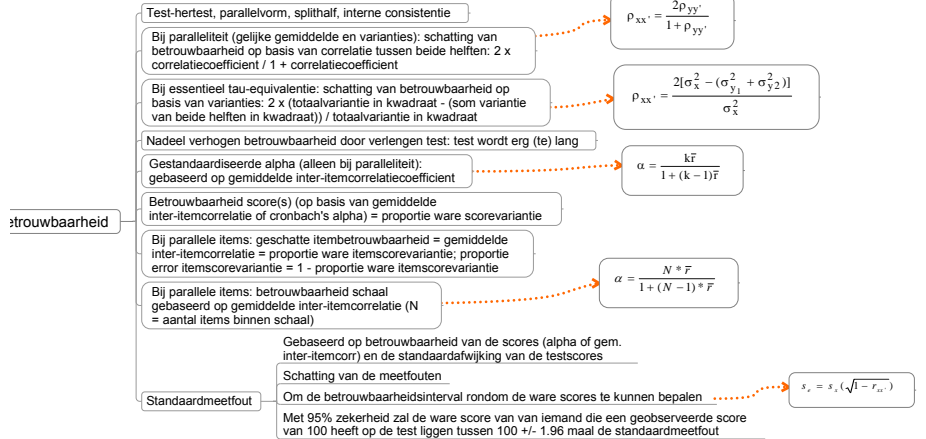 Test-hertest, parallelvorm, splithalf, interne consistentie
ρxx' = 2ρyy' / 1 + ρyy'
Bij paralleliteit (gelijke gemiddelde en varianties): schatting van
betrouwbaarheid op basis van correlatie tussen beide helften: 2 x
correlatiecoefficient / 1 + correlatiecoefficient
Bij essentieel tau-equivalentie: schatting van betrouwbaarheid op
basis van varianties: 2 x (totaalvariantie in kwadraat - (som variantie
van beide helften in kwadraat)) / totaalvariantie in kwadraat
ρxx' = 2[σ²x − (σ²y1 + σ²y2)] / σ²x
Nadeel verhogen betrouwbaarheid door verlengen test: test wordt erg (te) lang
Gestandaardiseerde alpha (alleen bij paralleliteit):
gebaseerd op gemiddelde inter-itemcorrelatiecoefficient
α = kr̅ / 1 + (k − 1)r̅
etrouwbaarheid
Betrouwbaarheid score(s) (op basis van gemiddelde
inter-itemcorrelatie of cronbach's alpha) = proportie ware scorevariantie
Bij parallele items: geschatte itembetrouwbaarheid = gemiddelde
inter-itemcorrelatie = proportie ware itemscorevariantie; proportie
error itemscorevariantie = 1 - proportie ware itemscorevariantie
Bij parallele items: betrouwbaarheid schaal
gebaseerd op gemiddelde inter-itemcorrelatie (N
= aantal items binnen schaal)
α = N * r̅ / 1 + (N − 1) * r̅
Standaardmeetfout
Gebaseerd op betrouwbaarheid van de scores (alpha of gem.
inter-itemcorr) en de standaardafwijking van de testscores
Schatting van de meetfouten
Om de betrouwbaarheidsinterval rondom de ware scores te kunnen bepalen
se = sx(√1 − rxx')
Met 95% zekerheid zal de ware score van van iemand die een geobserveerde score
van 100 heeft op de test liggen tussen 100 +/- 1.96 maal de standaardmeetfout